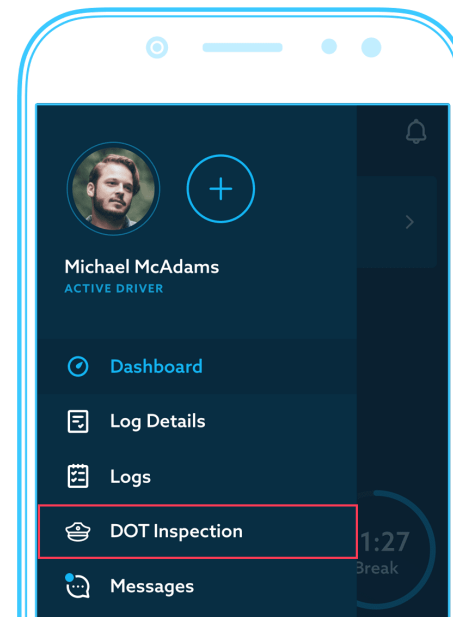 Michael McAdams
ACTIVE DRIVER
Dashboard
Log Details
Logs
DOT Inspection
1:27
Break
Messages